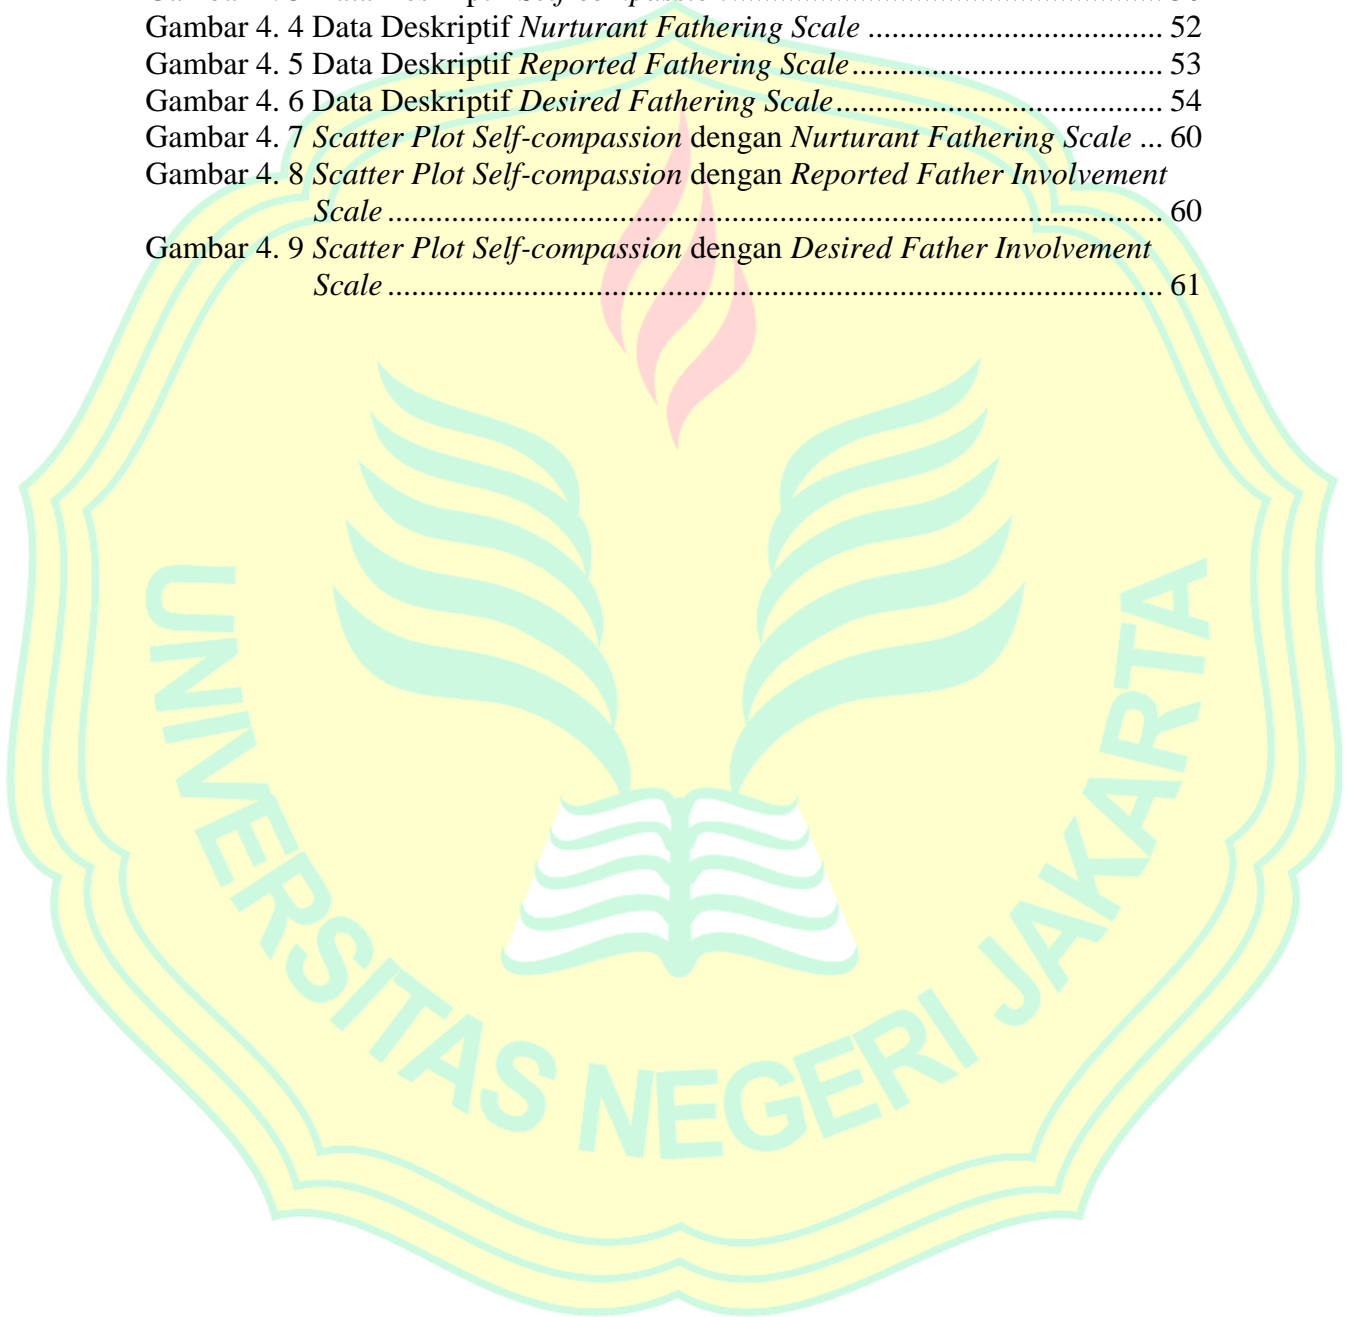 Gambar 4. 4 Data Deskriptif Nurturant Fathering Scale ..................................... 52
Gambar 4. 5 Data Deskriptif Reported Fathering Scale....................................... 53
Gambar 4. 6 Data Deskriptif Desired Fathering Scale......................................... 54
Gambar 4. 7 Scatter Plot Self-compassion dengan Nurturant Fathering Scale ... 60
Gambar 4. 8 Scatter Plot Self-compassion dengan Reported Father Involvement
Scale .................................................................................................. 60
Gambar 4. 9 Scatter Plot Self-compassion dengan Desired Father Involvement
Scale .................................................................................................. 61
UNIVERSITAS NEGERI JAKARTA